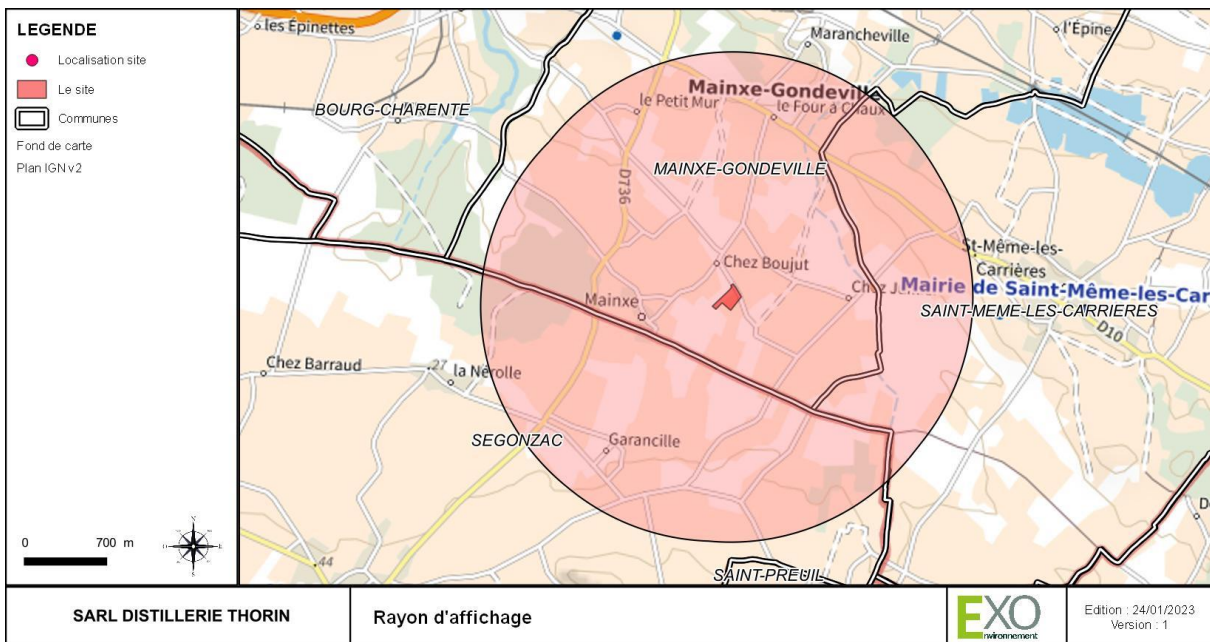 LEGENDE
Localisation site
Le site
Communes
Fond de carte
Plan IGN v2
0 700 m
les Épinettes
Marancheville
l'Épine
BOURG-CHARENTE
Mainxe-Gondeville
le Petit Mur
le Four à Chaux
MAINXE-GONDEVILLE
D736
Chez Boujut
St-Même-les-
Carrières
Mairie de Saint-Même-les-Car
SAINT-MEME-LES-CARRIERES
Mainxe
D10
Chez Barraud
27
la Nérolle
SEGONZAC
Garancille
44
SAINT-PREUIL
SARL DISTILLERIE THORIN
Rayon d'affichage
EXO
nvironnement
Edition : 24/01/2023
Version : 1